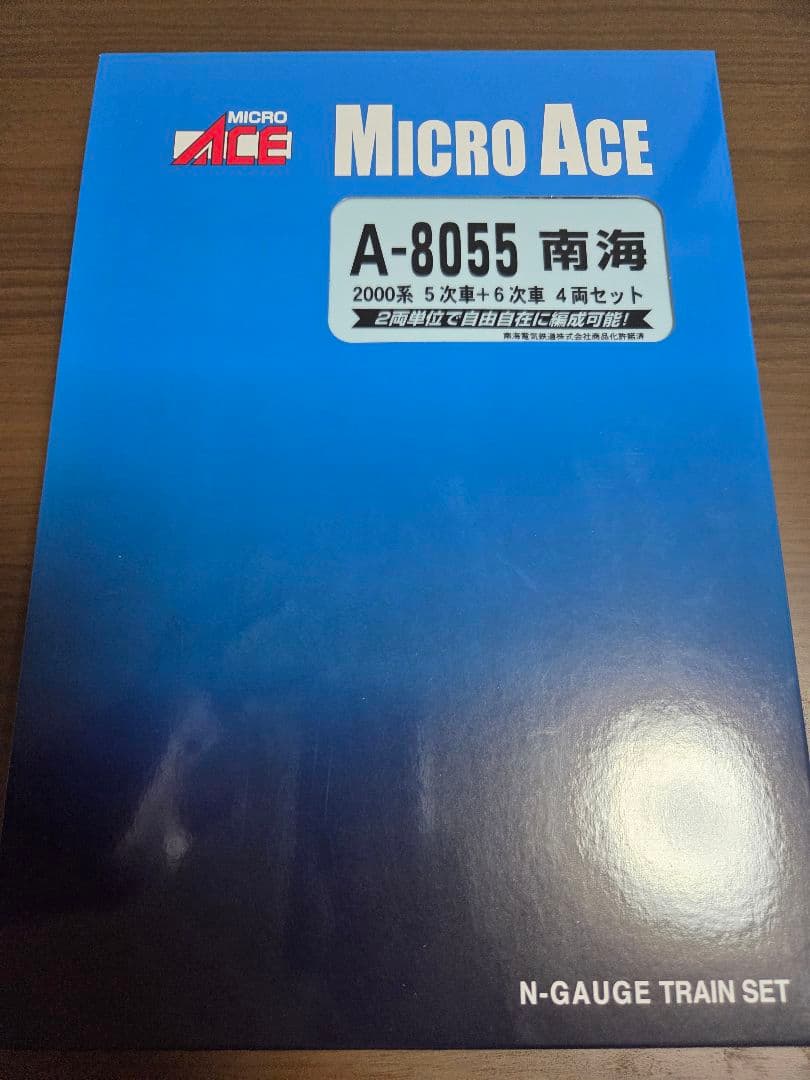 MICRO
ACE
MICRO ACE
A-8055 南海
2000系 5次車+6次車 4両セット
2両単位で自由自在に編成可能!
南海電気鉄道株式会社商品化許諾済
N-GAUGE TRAIN SET